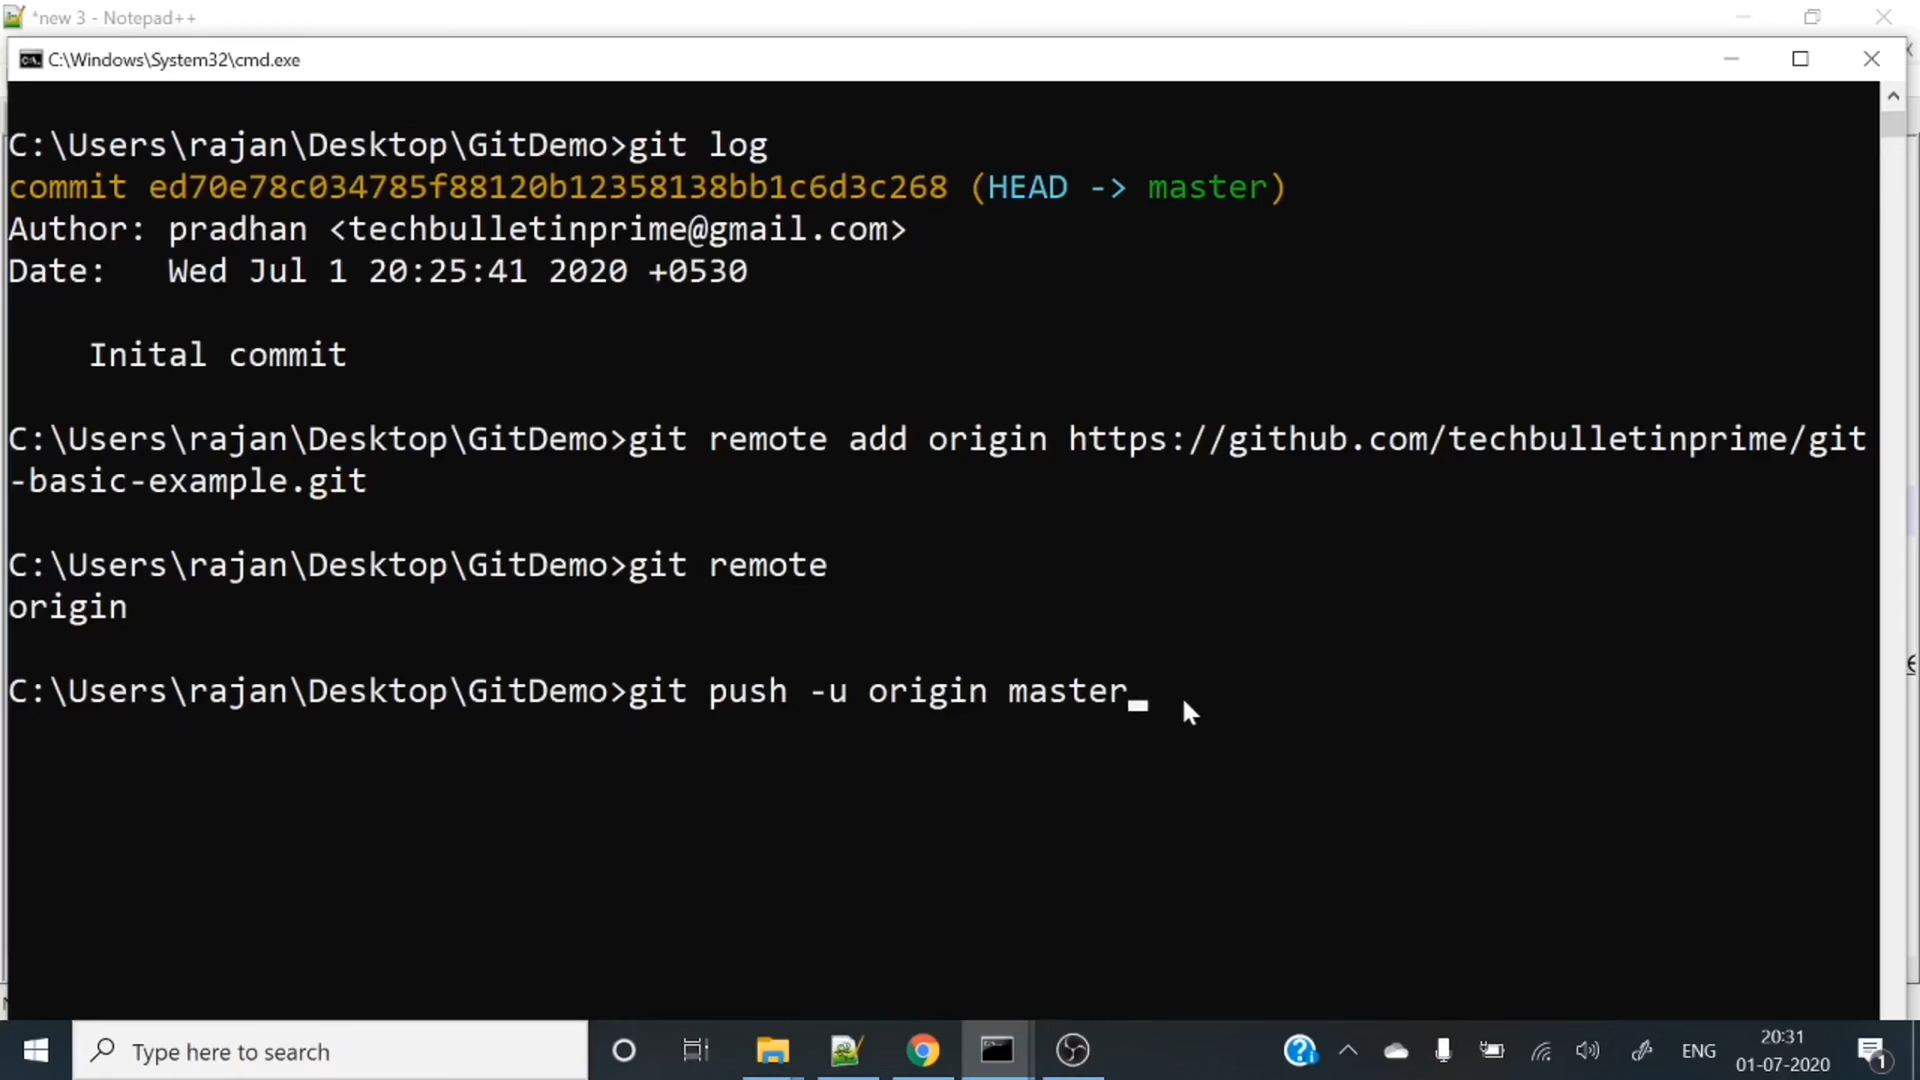 *new 3 - Notepad++
C:\Windows\System32\cmd.exe
C:\Users\rajan\Desktop\GitDemo>git log
commit ed70e78c034785f88120b12358138bb1c6d3c268 (HEAD -> master)
Author: pradhan <techbulletinprime@gmail.com>
Date:   Wed Jul 1 20:25:41 2020 +0530
Inital commit
C:\Users\rajan\Desktop\GitDemo>git remote add origin https://github.com/techbulletinprime/git
-basic-example.git
C:\Users\rajan\Desktop\GitDemo>git remote
origin
C:\Users\rajan\Desktop\GitDemo>git push -u origin master
Type here to search
ENG
20:31
01-07-2020
1